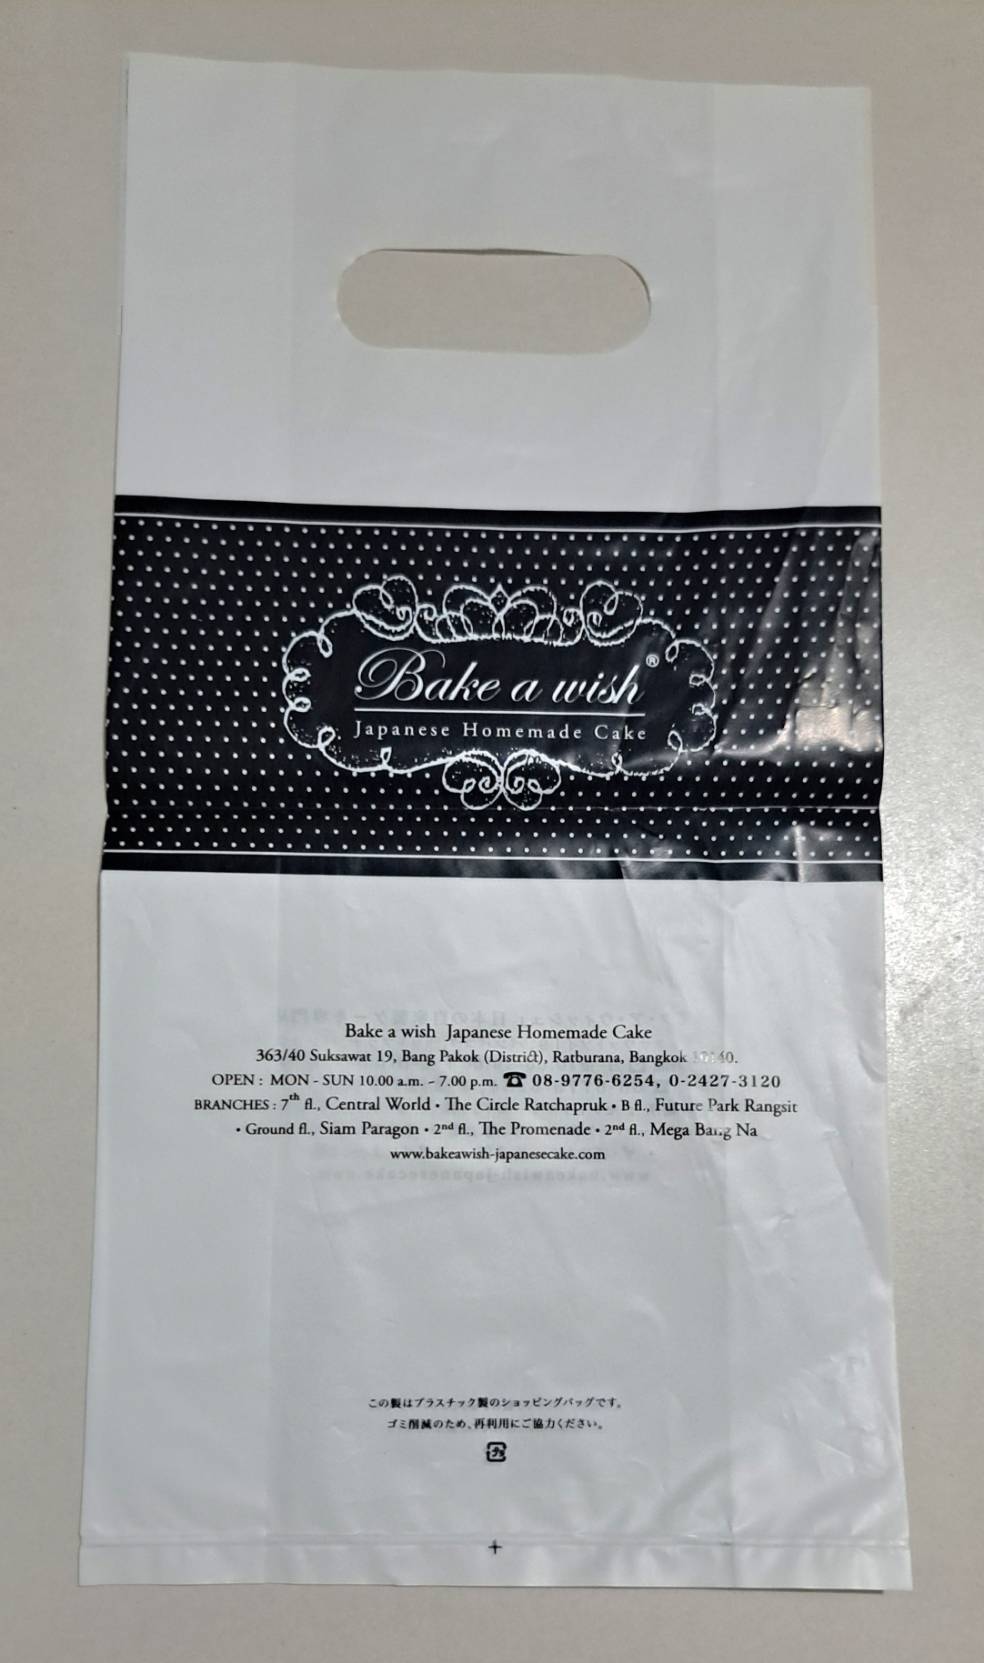 Bake a wish ®
Japanese Homemade Cake
Bake a wish Japanese Homemade Cake
363/40 Suksawat 19, Bang Pakok (District), Ratburana, Bangkok
OPEN : MON - SUN 10.00 a.m. - 7.00 p.m. ☎ 08-9776-6254, 0-2427-3120
BRANCHES : 7th fl., Central World • The Circle Ratchapruk • B fl., Future Park Rangsit
• Ground fl., Siam Paragon • 2nd fl., The Promenade • 2nd fl., Mega Bang Na
www.bakeawish-japanesecake.com
この製はプラスチック製のショッピングバッグです。
ゴミ削減のため、再利用にご協力ください。
プラ